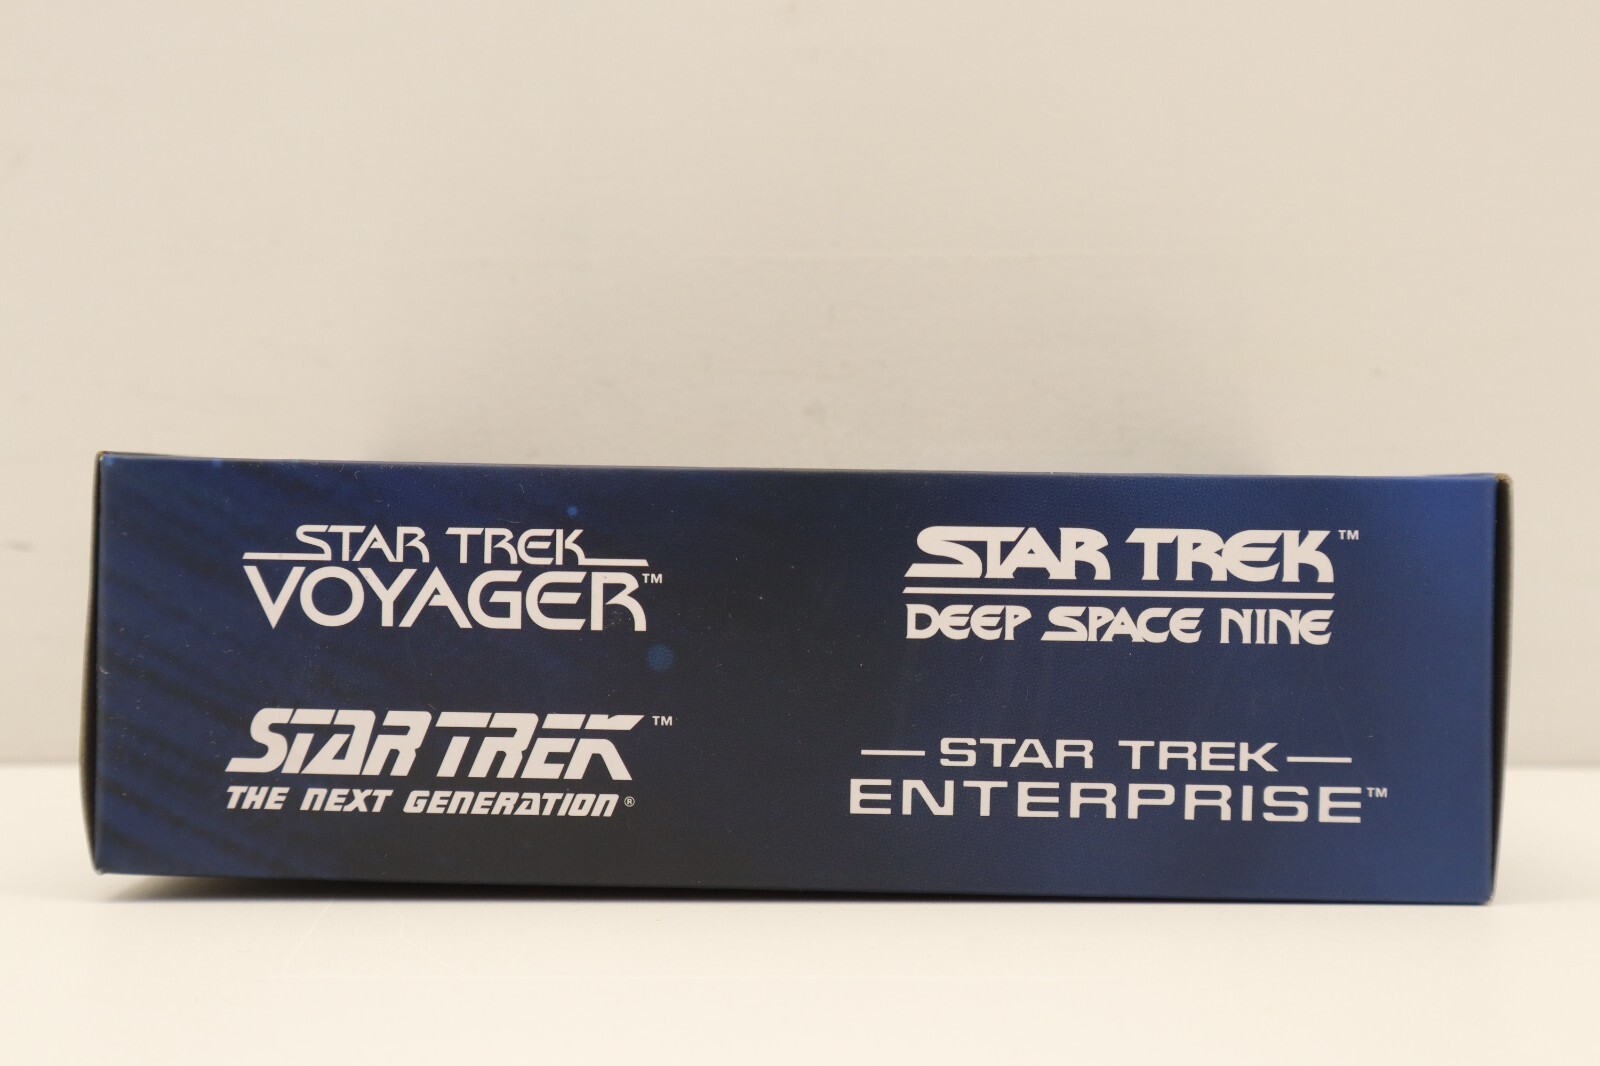 STAR TREK
VOYAGER™
STAR TREK™
DEEP SPACE NINE
STAR TREK™
THE NEXT GENERATION®
STAR TREK
ENTERPRISE™